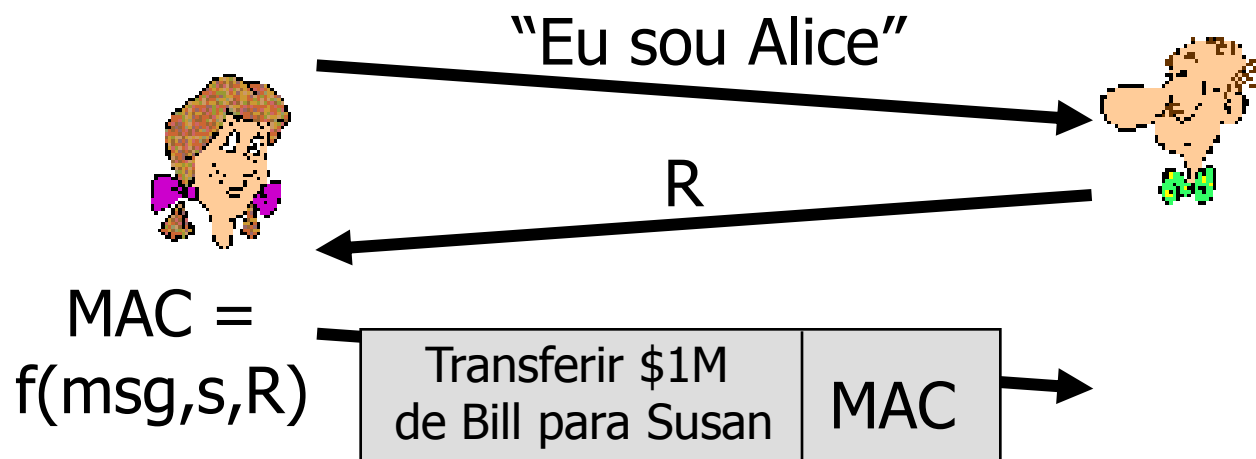 “Eu sou Alice”
R
MAC =
f(msg,s,R)
Transferir $1M
de Bill para Susan
MAC